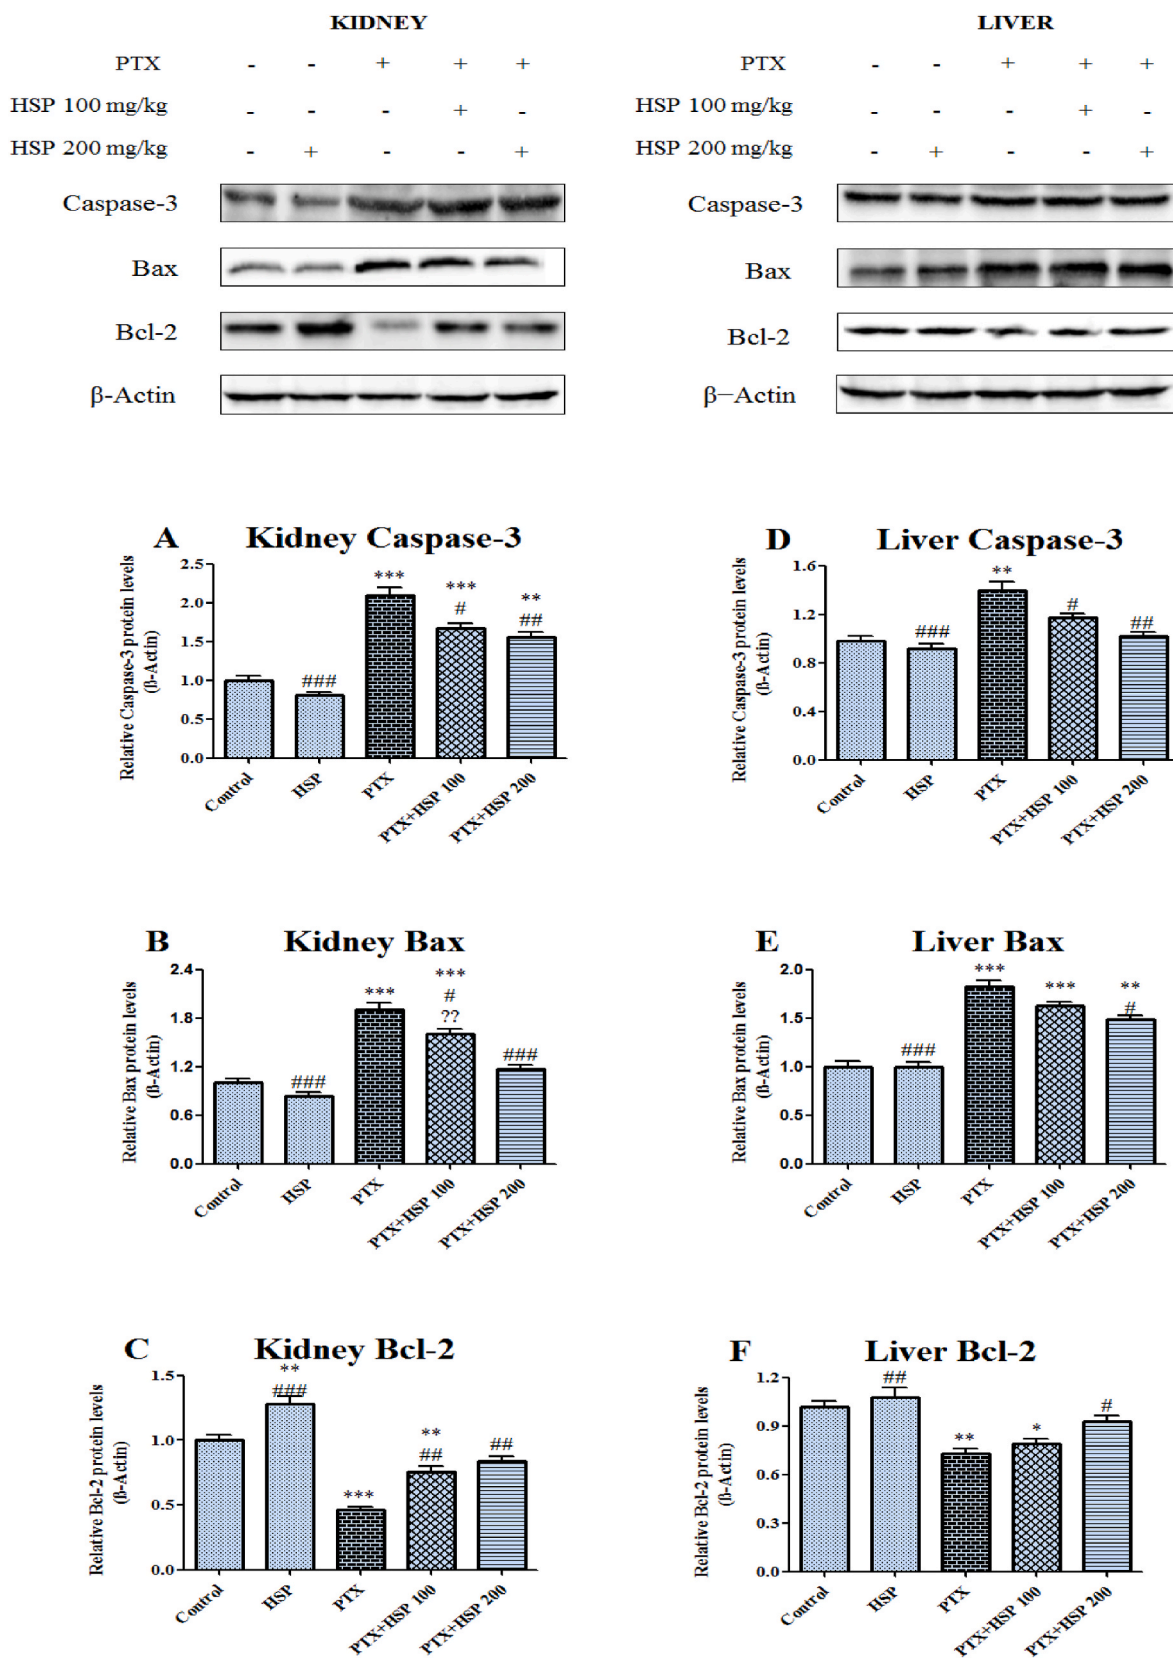 KIDNEY
PTX - - + + +
HSP 100 mg/kg - - - + -
HSP 200 mg/kg - + - - +
Caspase-3
Bax
Bcl-2
β-Actin
LIVER
PTX - - + + +
HSP 100 mg/kg - - - + -
HSP 200 mg/kg - + - - +
Caspase-3
Bax
Bcl-2
β−Actin
A Kidney Caspase-3
Relative Caspase-3 protein levels
(ß-Actin)
2.5
2.0
1.5
1.0
0.5
0.0
###
***
***
#
**
##
Control
HSP
PTX
PTX+HSP 100
PTX+HSP 200
D Liver Caspase-3
Relative Caspase-3 protein levels
(ß-Actin)
1.6
1.2
0.8
0.4
0.0
###
**
#
##
Control
HSP
PTX
PTX+HSP 100
PTX+HSP 200
B Kidney Bax
Relative Bax protein levels
(ß-Actin)
2.4
1.8
1.2
0.6
0.0
###
***
***
#
??
###
Control
HSP
PTX
PTX+HSP 100
PTX+HSP 200
E Liver Bax
Relative Bax protein levels
(ß-Actin)
2.0
1.5
1.0
0.5
0.0
###
***
***
**
#
Control
HSP
PTX
PTX+HSP 100
PTX+HSP 200
C Kidney Bcl-2
Relative Bcl-2 protein levels
(ß-Actin)
1.5
1.0
0.5
0.0
**
###
***
**
##
##
Control
HSP
PTX
PTX+HSP 100
PTX+HSP 200
F Liver Bcl-2
Relative Bcl-2 protein levels
(ß-Actin)
1.2
0.9
0.6
0.3
0.0
##
**
*
#
Control
HSP
PTX
PTX+HSP 100
PTX+HSP 200